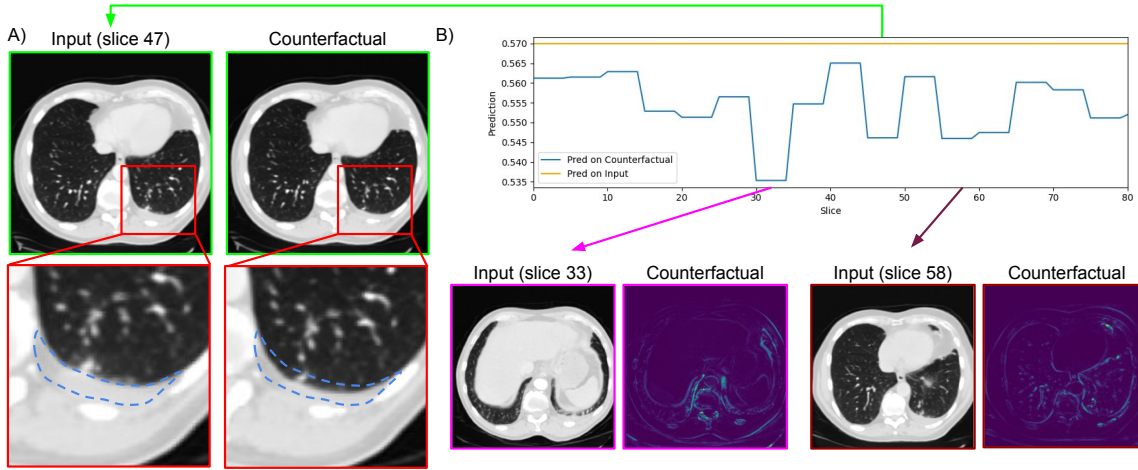 A)
Input (slice 47)
Counterfactual
B)
0.570
0.565
0.560
0.555
0.550
0.545
0.540
0.535
Prediction
Pred on Counterfactual
Pred on Input
0
10
20
30
40
50
60
70
80
Slice
Input (slice 33)
Counterfactual
Input (slice 58)
Counterfactual